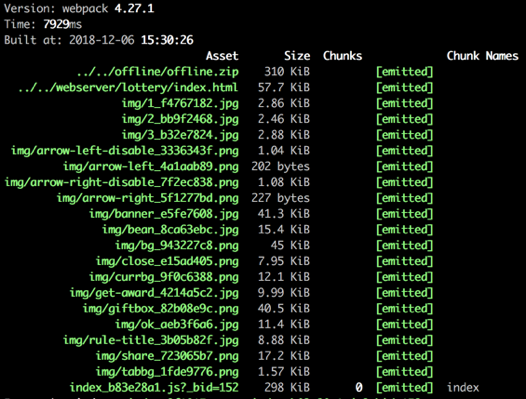 Version: webpack 4.27.1
Time: 7929ms
Built at: 2018-12-06 15:30:26
Asset Size Chunks Chunk Names
../../offline/offline.zip 310 KiB [emitted]
../../webserver/lottery/index.html 57.7 KiB [emitted]
img/1_f4767182.jpg 2.86 KiB [emitted]
img/2_bb9f2468.jpg 2.46 KiB [emitted]
img/3_b32e7824.jpg 2.88 KiB [emitted]
img/arrow-left-disable_3336343f.png 1.04 KiB [emitted]
img/arrow-left_4a1aab89.png 202 bytes [emitted]
img/arrow-right-disable_7f2ec838.png 1.08 KiB [emitted]
img/arrow-right_5f1277bd.png 227 bytes [emitted]
img/banner_e5fe7608.jpg 41.3 KiB [emitted]
img/bean_8ca63ebc.jpg 15.4 KiB [emitted]
img/bg_943227c8.png 45 KiB [emitted]
img/close_e15ad405.png 7.95 KiB [emitted]
img/currbg_9f0c6388.png 12.1 KiB [emitted]
img/get-award_4214a5c2.jpg 9.99 KiB [emitted]
img/giftbox_82b08e9c.png 40.5 KiB [emitted]
img/ok_aeb3f6a6.jpg 11.4 KiB [emitted]
img/rule-title_3b05b82f.jpg 8.88 KiB [emitted]
img/share_723065b7.png 17.2 KiB [emitted]
img/tabbg_1fde9776.png 1.57 KiB [emitted]
index_b83e28a1.js?_bid=152 298 KiB 0 [emitted] index